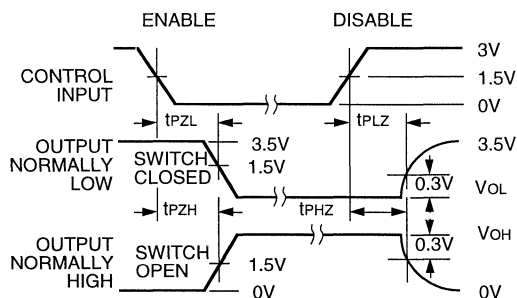 ENABLE DISABLE
3V
CONTROL INPUT 1.5V
0V
tPZL tPLZ
OUTPUT NORMALLY LOW
SWITCH CLOSED
3.5V
1.5V
3.5V
0.3V
VOL
tPZH tPHZ
OUTPUT NORMALLY HIGH
SWITCH OPEN
1.5V
0V
VOH
0.3V
0V